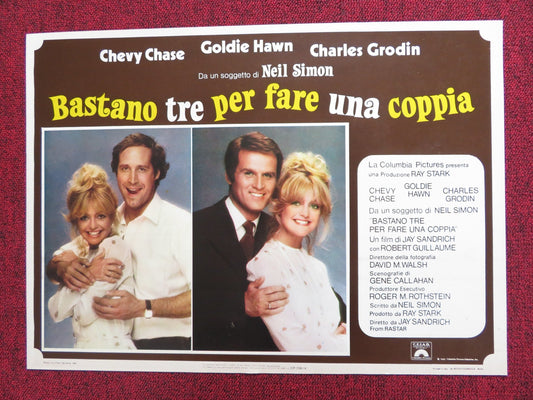 Chevy Chase Goldie Hawn Charles Grodin
Da un soggetto di Neil Simon
Bastano tre per fare una coppia
La Columbia Pictures presenta
una Produzione RAY STARK
CHEVY CHASE GOLDIE HAWN CHARLES GRODIN
Da un soggetto di NEIL SIMON
"BASTANO TRE
PER FARE UNA COPPIA"
Un film di JAY SANDRICH
con ROBERT GUILLAUME
Direttore della fotografia
DAVID M. WALSH
Scenografie di
GENE CALLAHAN
Produttore Esecutivo
ROGER M. ROTHSTEIN
Scritto da NEIL SIMON
Prodotto da RAY STARK
Diretto da JAY SANDRICH
From RASTAR
CEIAD